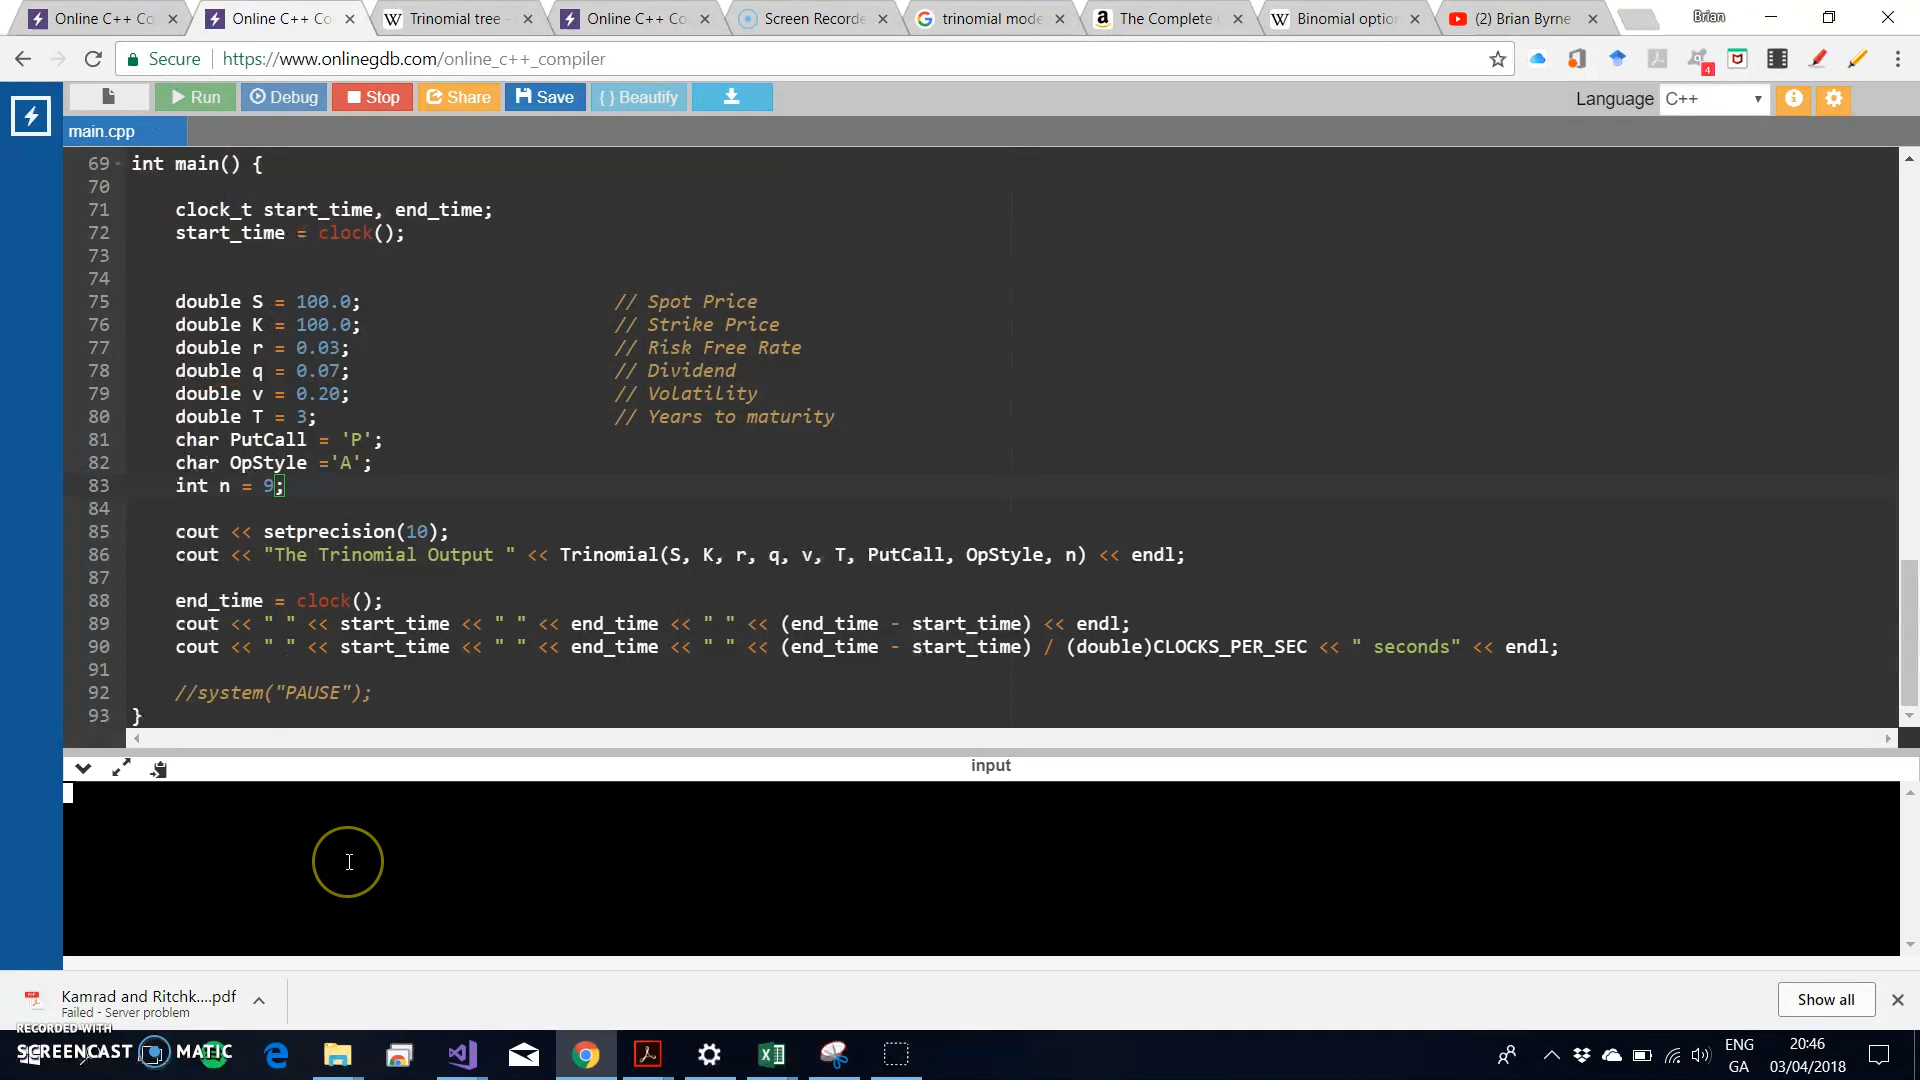 Online C++ Co
Online C++ Co
Trinomial tree -
Online C++ Co
Screen Recorde
trinomial mode
The Complete
Binomial optio
(2) Brian Byrne
Brian
Secure
https://www.onlinegdb.com/online_c++_compiler
4
Run
Debug
Stop
Share
Save
{ } Beautify
Language
C++
main.cpp
69 int main() {
70
71 clock_t start_time, end_time;
72 start_time = clock();
73
74
75 double S = 100.0; // Spot Price
76 double K = 100.0; // Strike Price
77 double r = 0.03; // Risk Free Rate
78 double q = 0.07; // Dividend
79 double v = 0.20; // Volatility
80 double T = 3; // Years to maturity
81 char PutCall = 'P';
82 char OpStyle ='A';
83 int n = 9;
84
85 cout << setprecision(10);
86 cout << "The Trinomial Output " << Trinomial(S, K, r, q, v, T, PutCall, OpStyle, n) << endl;
87
88 end_time = clock();
89 cout << " " << start_time << " " << end_time << " " << (end_time - start_time) << endl;
90 cout << " " << start_time << " " << end_time << " " << (end_time - start_time) / (double)CLOCKS_PER_SEC << " seconds" << endl;
91
92 //system("PAUSE");
93 }
input
Kamrad and Ritchk....pdf
Failed - Server problem
Show all
RECORDED WITH
SCREENCAST MATIC
ENG
GA
20:46
03/04/2018